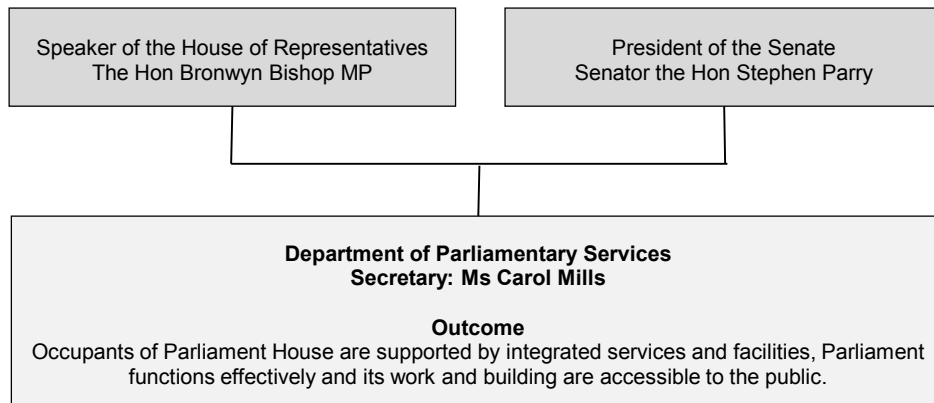 Speaker of the House of Representatives
The Hon Bronwyn Bishop MP
President of the Senate
Senator the Hon Stephen Parry
Department of Parliamentary Services
Secretary: Ms Carol Mills
Outcome
Occupants of Parliament House are supported by integrated services and facilities, Parliament
functions effectively and its work and building are accessible to the public.